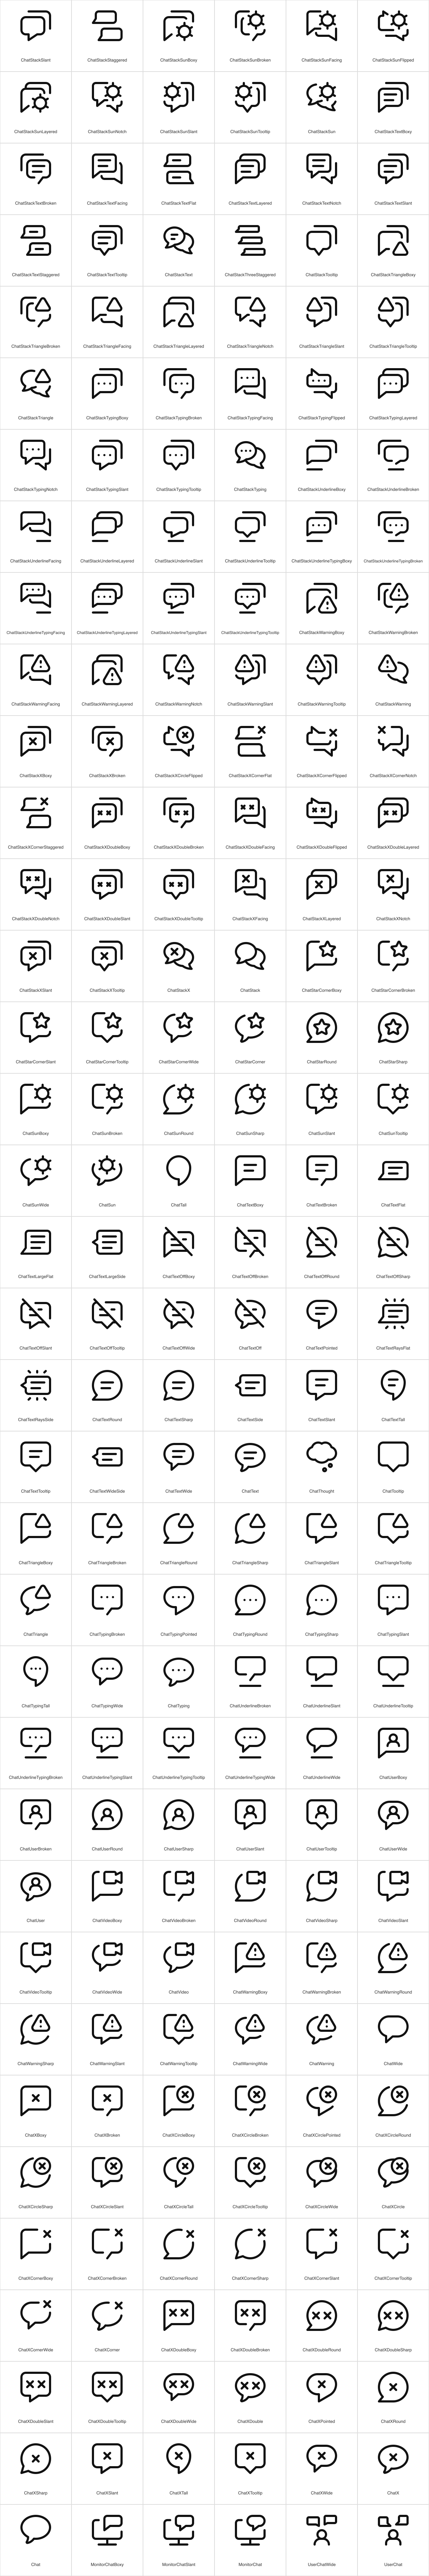 ChatStackSlant ChatStackStaggered ChatStackSunBoxy ChatStackSunBroken ChatStackSunFacing ChatStackSunFlipped
ChatStackSunLayered ChatStackSunNotch ChatStackSunSlant ChatStackSunTooltip ChatStackSun ChatStackTextBoxy
ChatStackTextBroken ChatStackTextFacing ChatStackTextFlat ChatStackTextLayered ChatStackTextNotch ChatStackTextSlant
ChatStackTextStaggered ChatStackTextTooltip ChatStackText ChatStackThreeStaggered ChatStackTooltip ChatStackTriangleBoxy
ChatStackTriangleBroken ChatStackTriangleFacing ChatStackTriangleLayered ChatStackTriangleNotch ChatStackTriangleSlant ChatStackTriangleTooltip
ChatStackTriangle ChatStackTypingBoxy ChatStackTypingBroken ChatStackTypingFacing ChatStackTypingFlipped ChatStackTypingLayered
ChatStackTypingNotch ChatStackTypingSlant ChatStackTypingTooltip ChatStackTyping ChatStackUnderlineBoxy ChatStackUnderlineBroken
ChatStackUnderlineFacing ChatStackUnderlineLayered ChatStackUnderlineSlant ChatStackUnderlineTooltip ChatStackUnderlineTypingBoxy ChatStackUnderlineTypingBroken
ChatStackUnderlineTypingFacing ChatStackUnderlineTypingLayered ChatStackUnderlineTypingSlant ChatStackUnderlineTypingTooltip ChatStackWarningBoxy ChatStackWarningBroken
ChatStackWarningFacing ChatStackWarningLayered ChatStackWarningNotch ChatStackWarningSlant ChatStackWarningTooltip ChatStackWarning
ChatStackXBoxy ChatStackXBroken ChatStackXCircleFlipped ChatStackXCornerFlat ChatStackXCornerFlipped ChatStackXCornerNotch
ChatStackXCornerStaggered ChatStackXDoubleBoxy ChatStackXDoubleBroken ChatStackXDoubleFacing ChatStackXDoubleFlipped ChatStackXDoubleLayered
ChatStackXDoubleNotch ChatStackXDoubleSlant ChatStackXDoubleTooltip ChatStackXFacing ChatStackXLayered ChatStackXNotch
ChatStackXSlant ChatStackXTooltip ChatStackX ChatStack ChatStarCornerBoxy ChatStarCornerBroken
ChatStarCornerSlant ChatStarCornerTooltip ChatStarCornerWide ChatStarCorner ChatStarRound ChatStarSharp
ChatSunBoxy ChatSunBroken ChatSunRound ChatSunSharp ChatSunSlant ChatSunTooltip
ChatSunWide ChatSun ChatTall ChatTextBoxy ChatTextBroken ChatTextFlat
ChatTextLargeFlat ChatTextLargeSide ChatTextOffBoxy ChatTextOffBroken ChatTextOffRound ChatTextOffSharp
ChatTextOffSlant ChatTextOffTooltip ChatTextOffWide ChatTextOff ChatTextPointed ChatTextRaysFlat
ChatTextRaysSide ChatTextRound ChatTextSharp ChatTextSide ChatTextSlant ChatTextTall
ChatTextTooltip ChatTextWideSide ChatTextWide ChatText ChatThought ChatTooltip
ChatTriangleBoxy ChatTriangleBroken ChatTriangleRound ChatTriangleSharp ChatTriangleSlant ChatTriangleTooltip
ChatTriangle ChatTypingBroken ChatTypingPointed ChatTypingRound ChatTypingSharp ChatTypingSlant
ChatTypingTall ChatTypingWide ChatTyping ChatUnderlineBroken ChatUnderlineSlant ChatUnderlineTooltip
ChatUnderlineTypingBroken ChatUnderlineTypingSlant ChatUnderlineTypingTooltip ChatUnderlineTypingWide ChatUnderlineWide ChatUserBoxy
ChatUserBroken ChatUserRound ChatUserSharp ChatUserSlant ChatUserTooltip ChatUserWide
ChatUser ChatVideoBoxy ChatVideoBroken ChatVideoRound ChatVideoSharp ChatVideoSlant
ChatVideoTooltip ChatVideoWide ChatVideo ChatWarningBoxy ChatWarningBroken ChatWarningRound
ChatWarningSharp ChatWarningSlant ChatWarningTooltip ChatWarningWide ChatWarning ChatWide
ChatXBoxy ChatXBroken ChatXCircleBoxy ChatXCircleBroken ChatXCirclePointed ChatXCircleRound
ChatXCircleSharp ChatXCircleSlant ChatXCircleTall ChatXCircleTooltip ChatXCircleWide ChatXCircle
ChatXCornerBoxy ChatXCornerBroken ChatXCornerRound ChatXCornerSharp ChatXCornerSlant ChatXCornerTooltip
ChatXCornerWide ChatXCorner ChatXDoubleBoxy ChatXDoubleBroken ChatXDoubleRound ChatXDoubleSharp
ChatXDoubleSlant ChatXDoubleTooltip ChatXDoubleWide ChatXDouble ChatXPointed ChatXRound
ChatXSharp ChatXSlant ChatXTall ChatXTooltip ChatXWide ChatX
Chat MonitorChatBoxy MonitorChatSlant MonitorChat UserChatWide UserChat